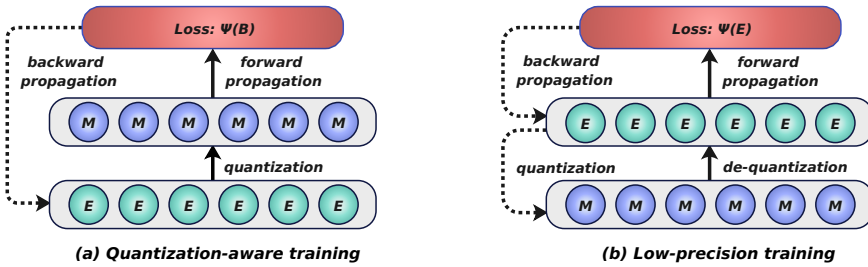 Loss: Ψ(B)
backward
propagation
forward
propagation
M M M M M M
quantization
E E E E E E
(a) Quantization-aware training
Loss: Ψ(E)
backward
propagation
forward
propagation
E E E E E E
quantization
de-quantization
M M M M M M
(b) Low-precision training